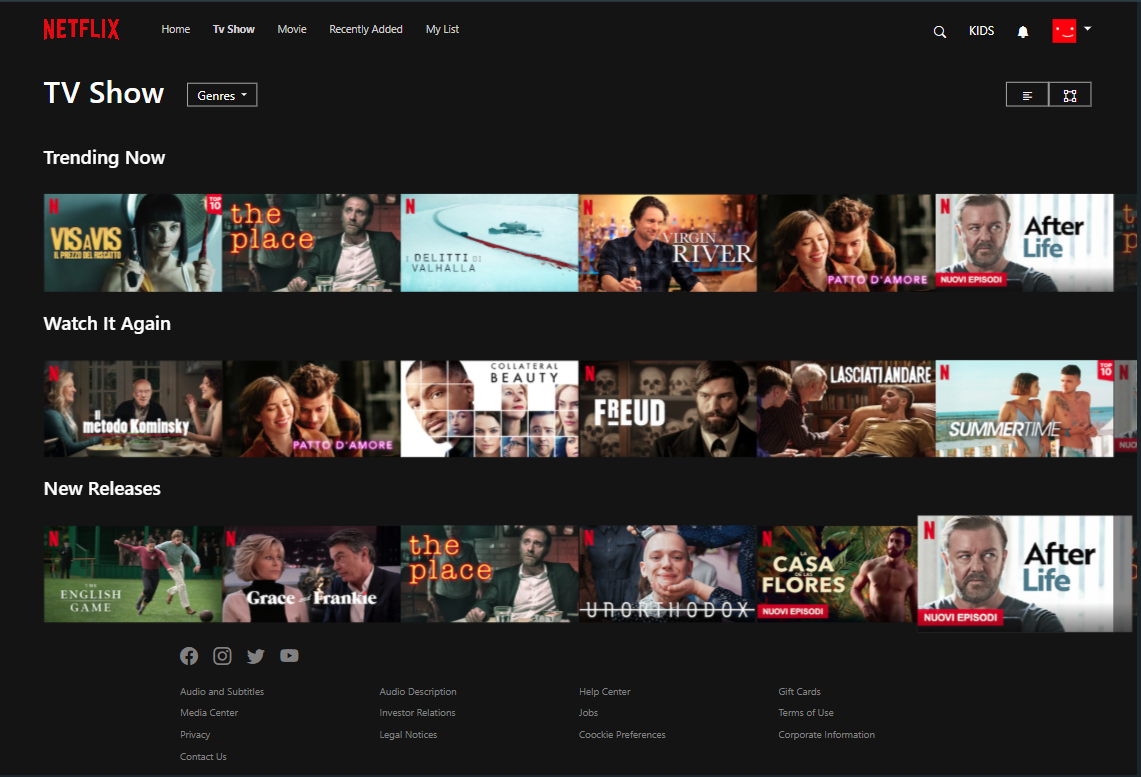 NETFLIX Home Tv Show Movie Recently Added My List KIDS
TV Show Genres
Trending Now
N VIS A VIS IL PREZZO DEL RISCATTO TOP 10
the place
N I DELITTI DI VALHALLA
N VIRGIN RIVER
PATTO D'AMORE
N After Life NUOVI EPISODI
Watch It Again
N Il metodo Kominsky
PATTO D'AMORE
COLLATERAL BEAUTY
N FREUD
LASCIATI ANDARE
N SUMMERTIME TOP 10
N NUO
New Releases
N THE ENGLISH GAME
N Grace and Frankie
the place
N UNORTHODOX
N LA CASA DE LAS FLORES NUOVI EPISODI
N After Life NUOVI EPISODI
Audio and Subtitles Audio Description Help Center Gift Cards
Media Center Investor Relations Jobs Terms of Use
Privacy Legal Notices Coockie Preferences Corporate Information
Contact Us